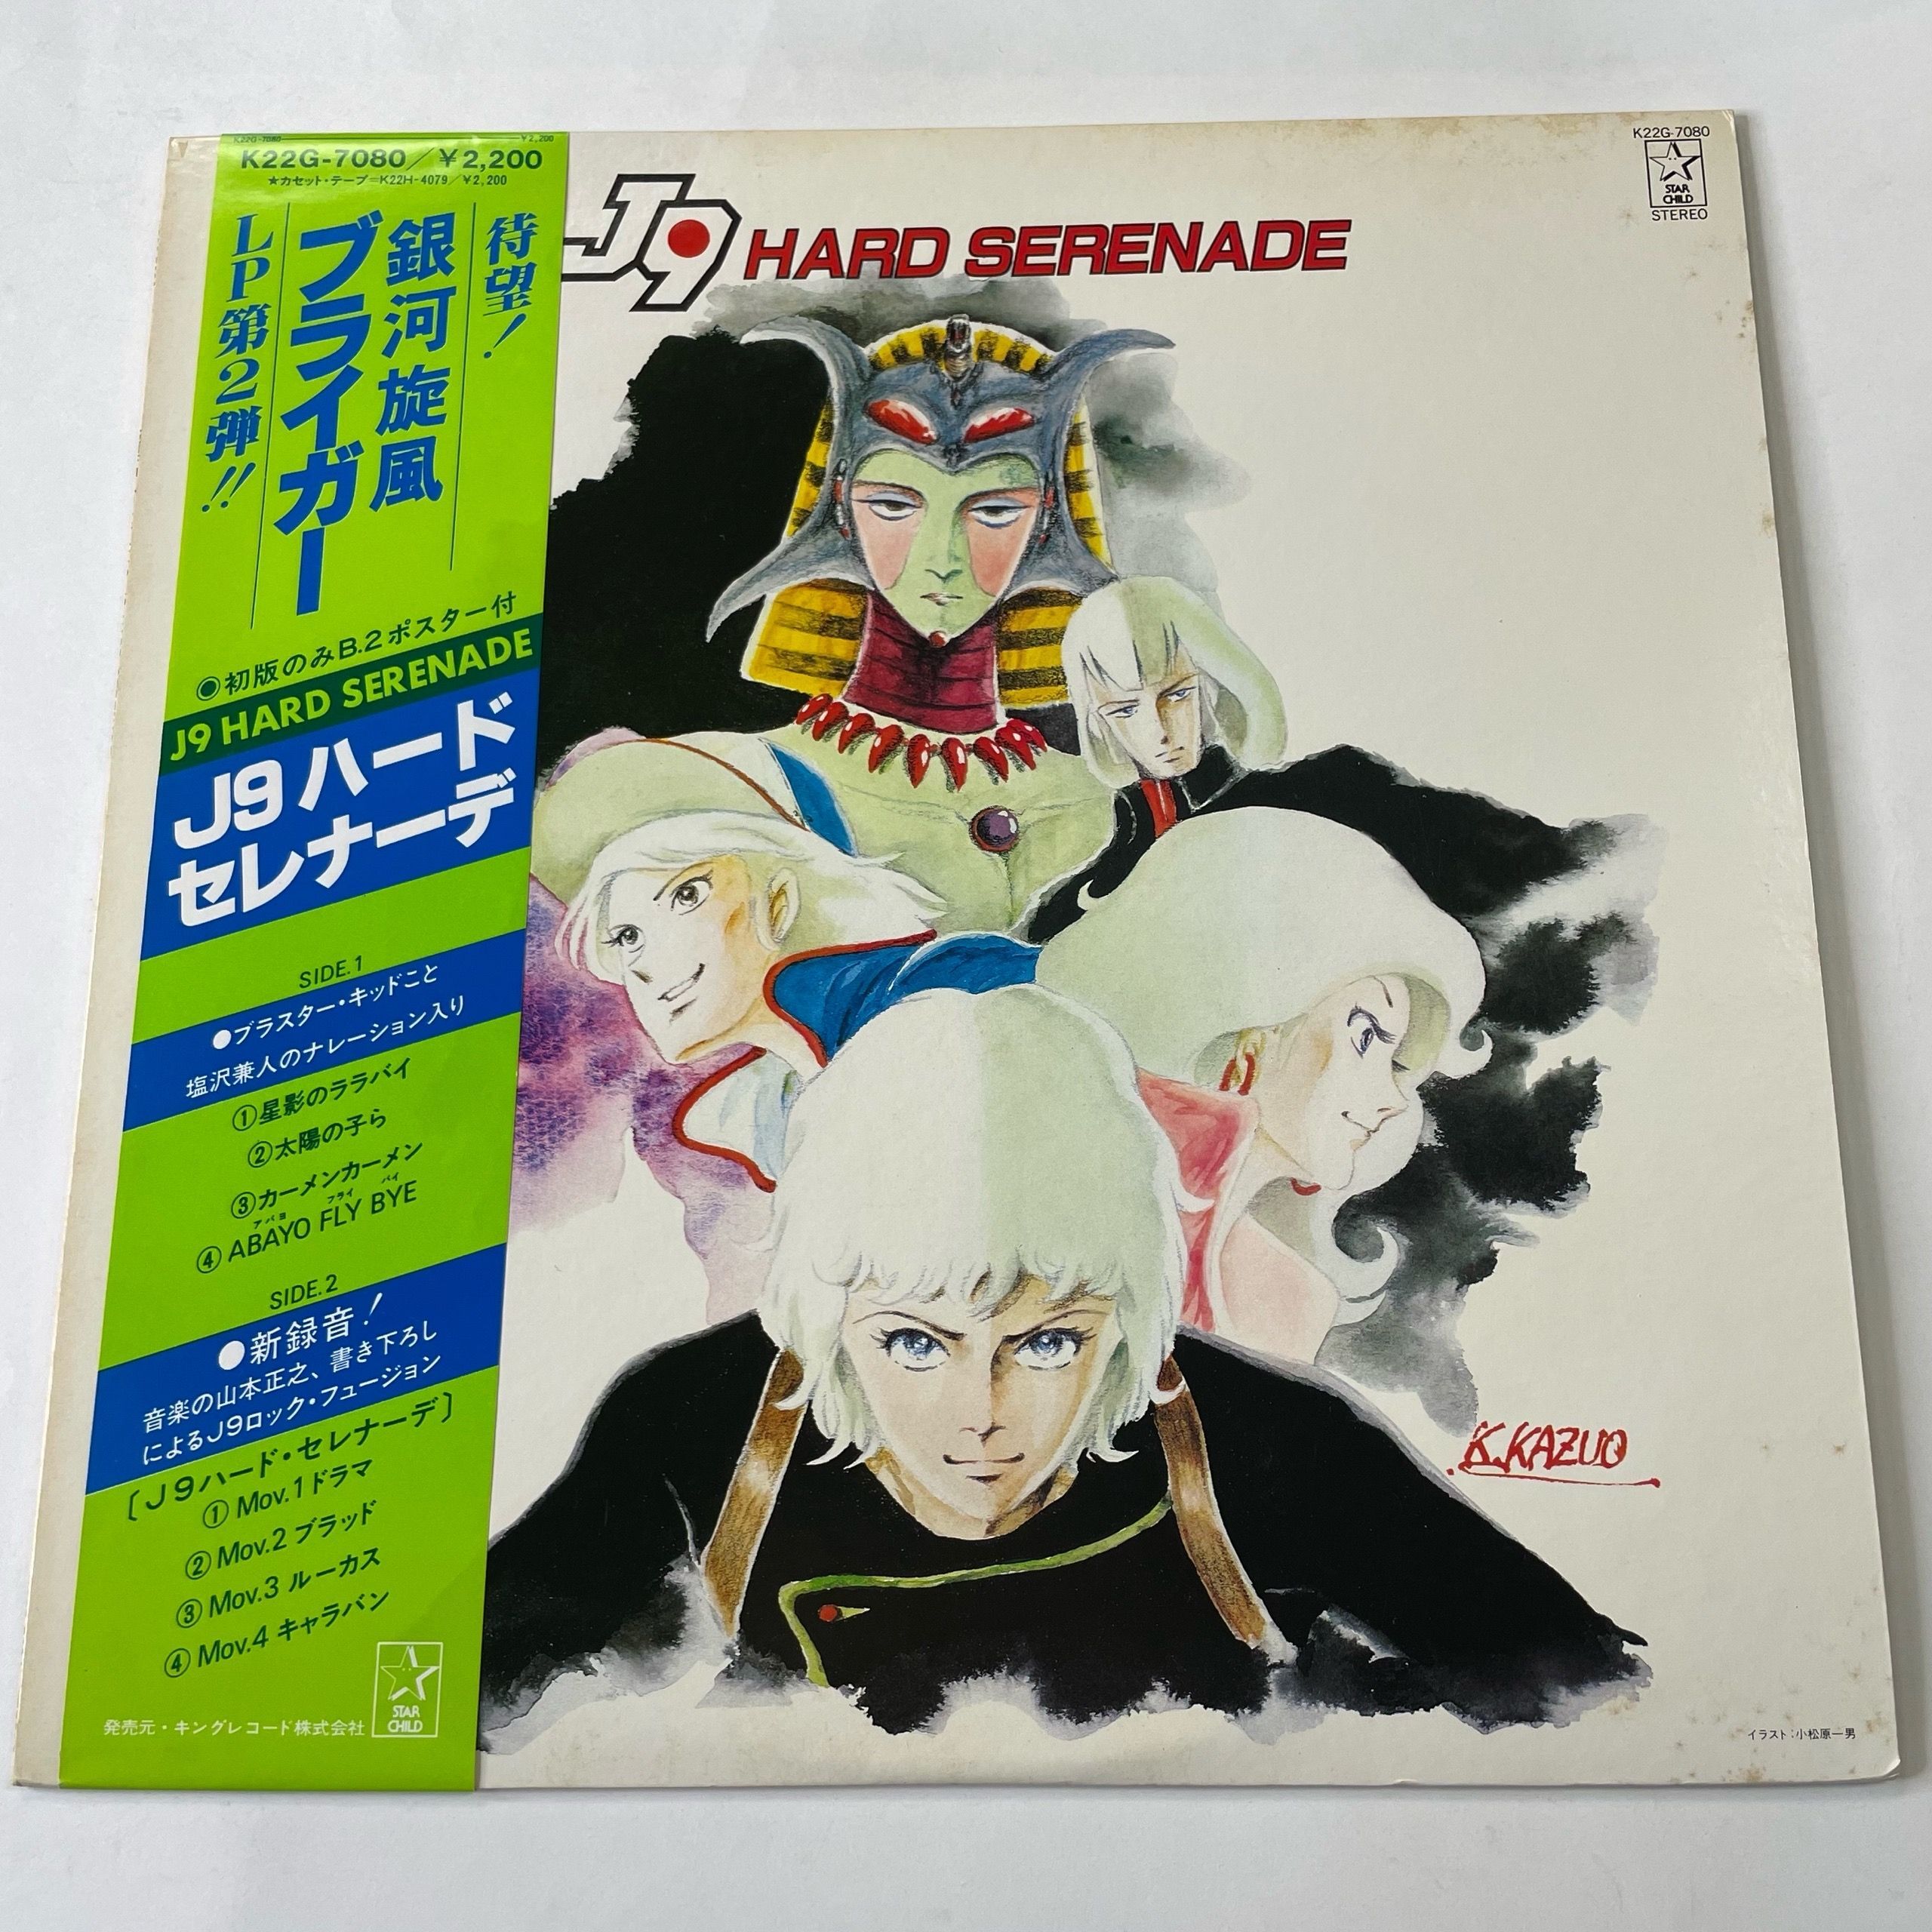 K22G-7080 ¥2,200
K22G-7080/¥2,200
★カセット・テープ=K22H-4079/¥2,200
待望!
銀河旋風
ブライガー
LP第2弾!!
◉初版のみB.2ポスター付
J9 HARD SERENADE
J9ハード
セレナーデ
SIDE.1
●ブラスター・キッドこと
塩沢兼人のナレーション入り
①星影のララバイ
②太陽の子ら
③カーメンカーメン
アバヨ フライ バイ
④ABAYO FLY BYE
SIDE.2
●新録音!
音楽の山本正之、書き下ろし
によるJ9ロック・フュージョン
〔J9ハード・セレナーデ〕
① Mov.1ドラマ
② Mov.2 ブラッド
③ Mov.3 ルーカス
④ Mov.4 キャラバン
STAR
CHILD
発売元・キングレコード株式会社
J9 HARD SERENADE
K22G-7080
STAR
CHILD
STEREO
K.KAZUO
イラスト:小松原一男